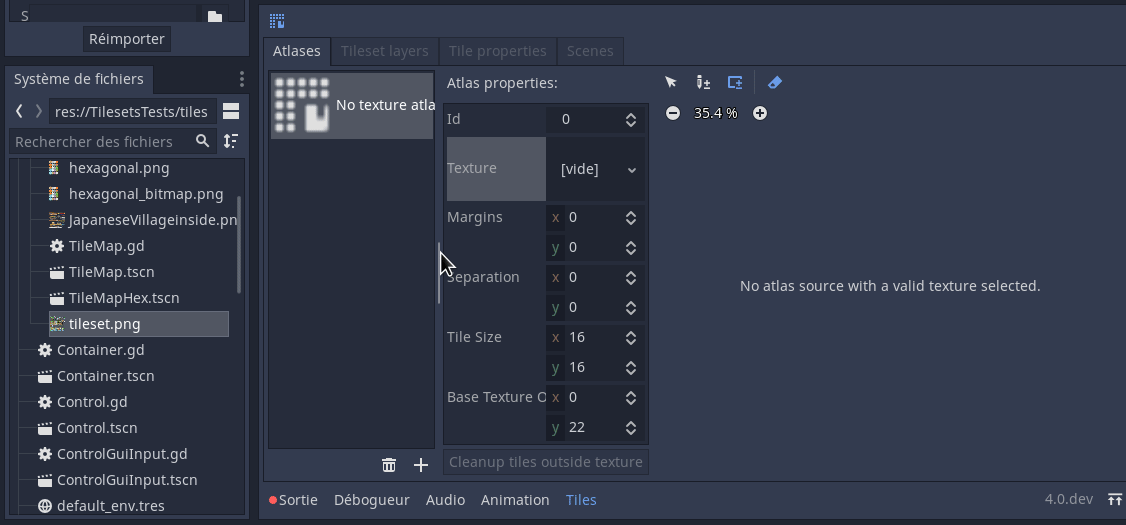 S
Réimporter
Système de fichiers
res://TilesetsTests/tiles
Rechercher des fichiers
hexagonal.png
hexagonal_bitmap.png
JapaneseVillageinside.pn
TileMap.gd
TileMap.tscn
TileMapHex.tscn
tileset.png
Container.gd
Container.tscn
Control.gd
Control.tscn
ControlGuiInput.gd
ControlGuiInput.tscn
default_env.tres
Atlases Tileset layers Tile properties Scenes
No texture atla
Atlas properties:
Id 0
Texture [vide]
Margins x 0
y 0
Separation x 0
y 0
Tile Size x 16
y 16
Base Texture O x 0
y 22
Cleanup tiles outside texture
35.4 %
No atlas source with a valid texture selected.
Sortie Débogueur Audio Animation Tiles 4.0.dev